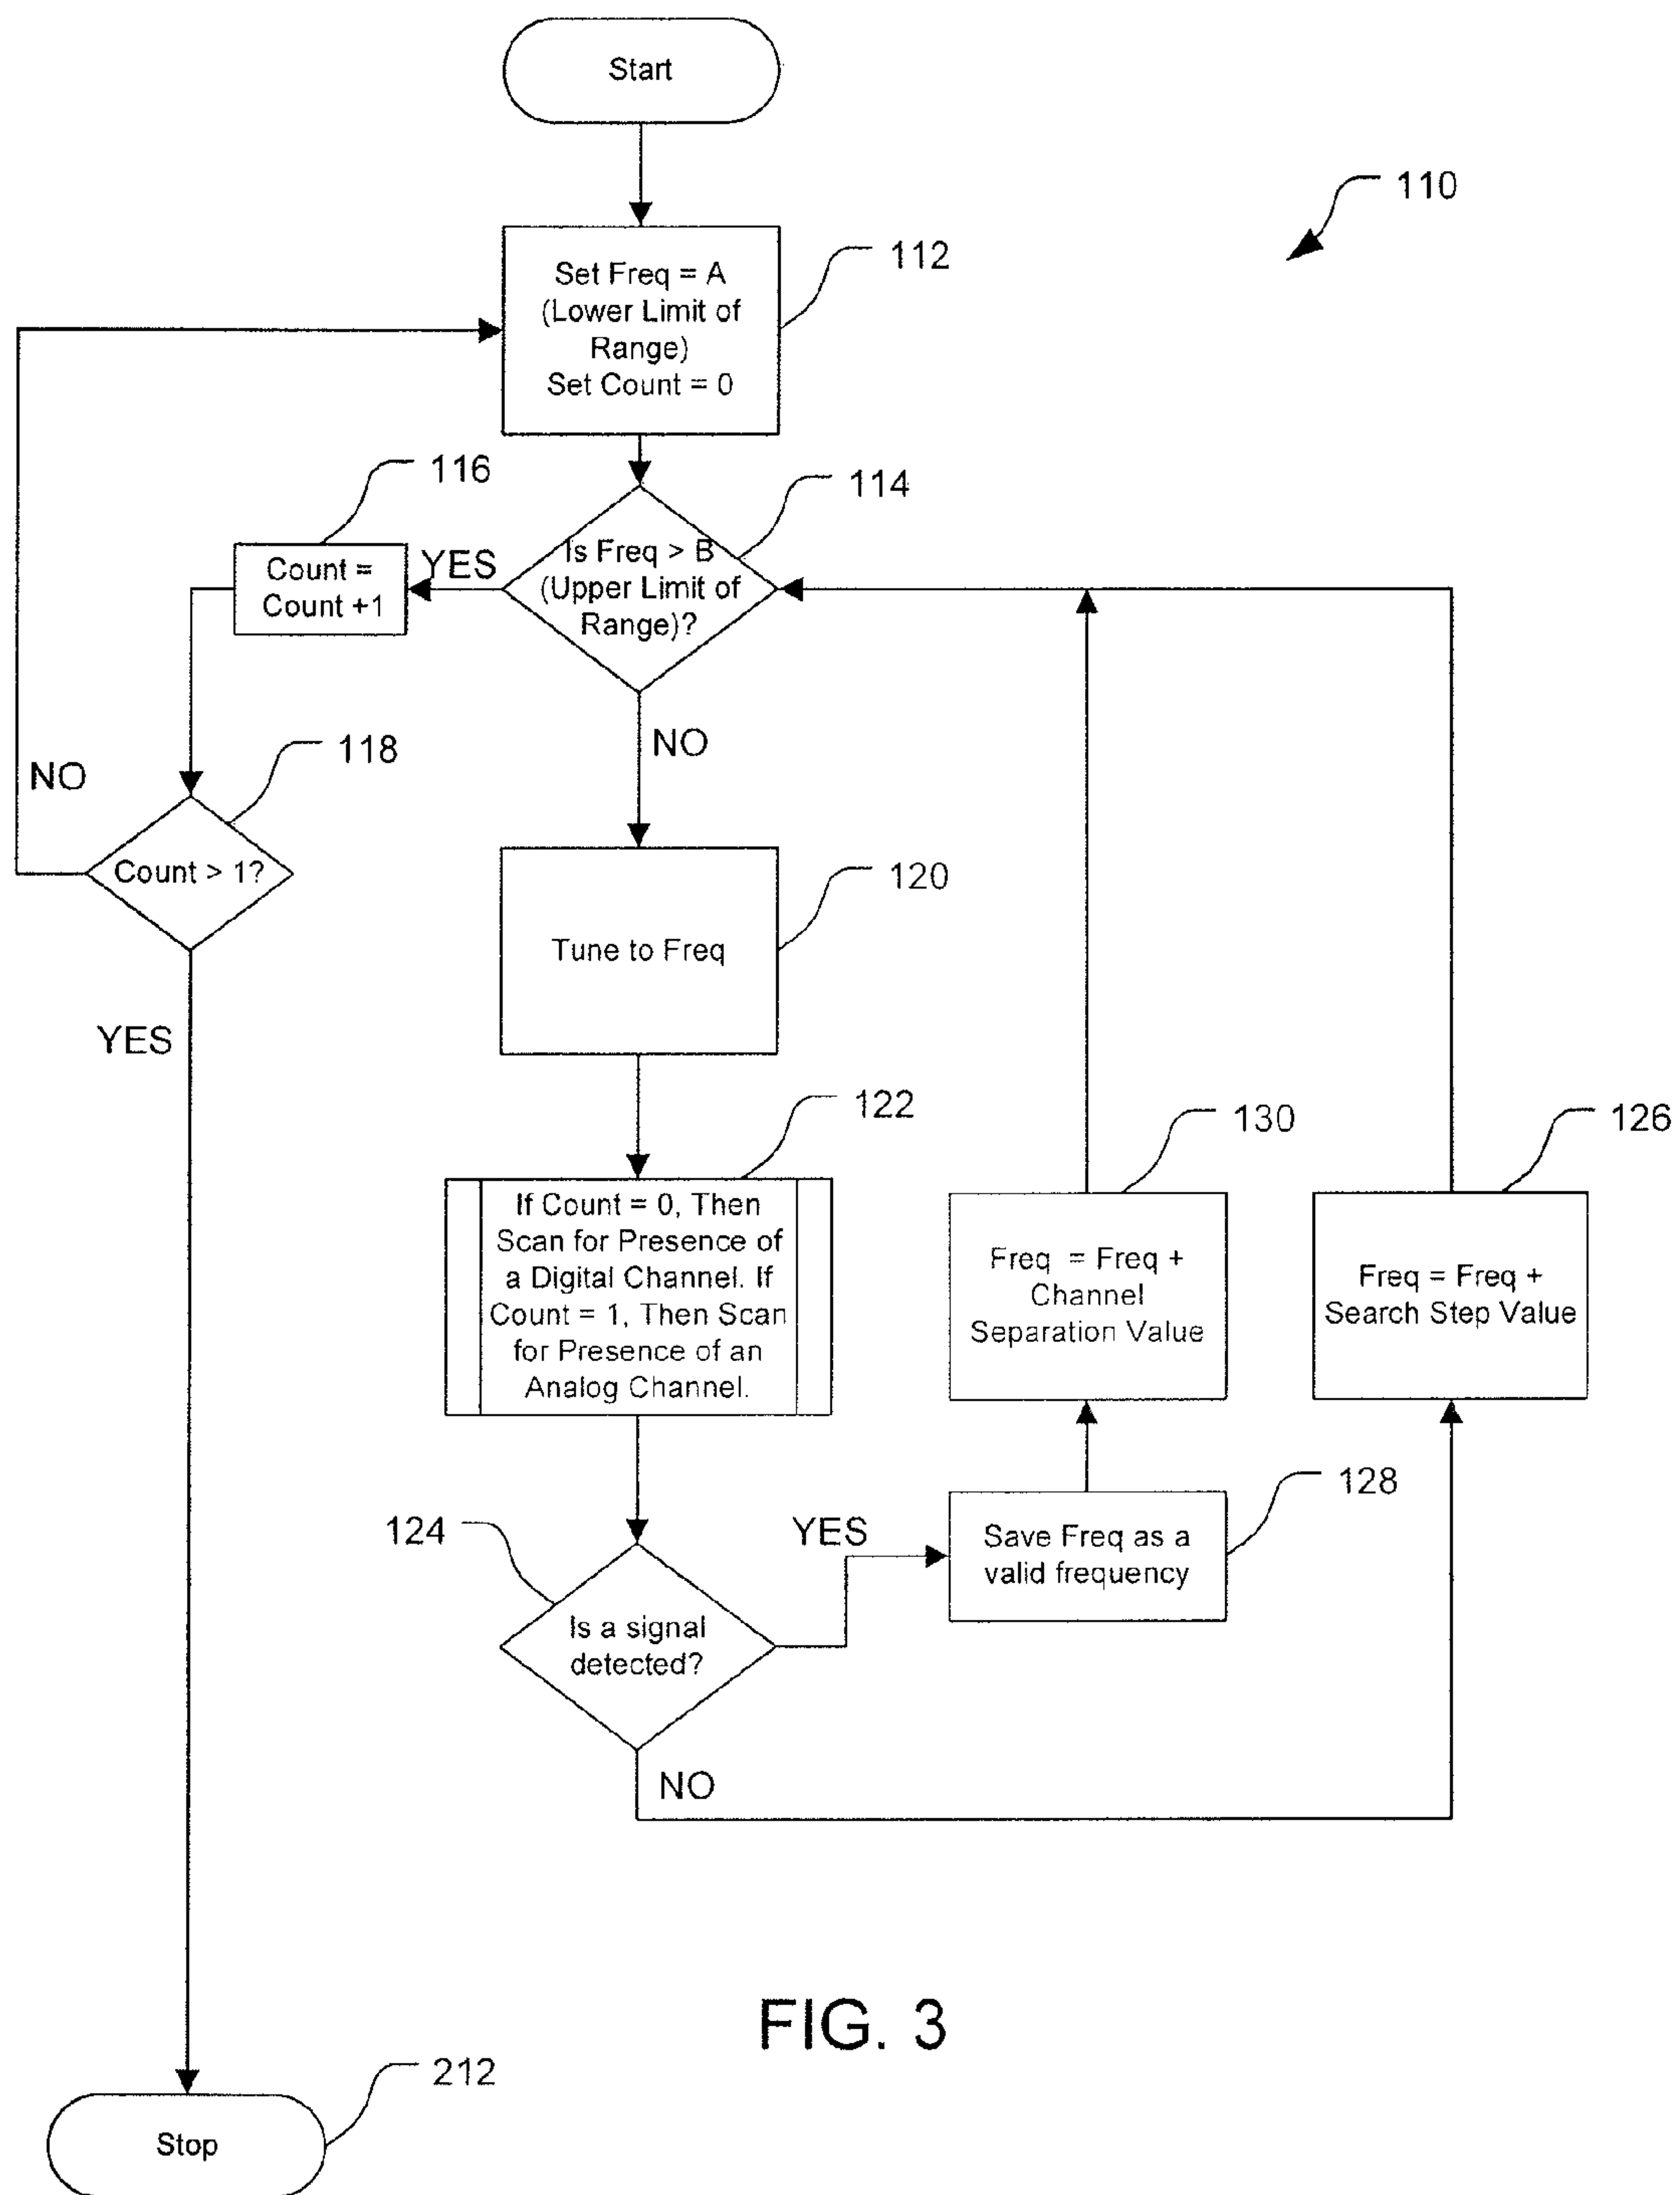 Start
110
Set Freq = A
(Lower Limit of
Range)
Set Count = 0
112
116
114
Count =
Count +1
YES
Is Freq > B
(Upper Limit of
Range)?
NO
118
NO
Count > 1?
120
Tune to Freq
YES
122
130
126
If Count = 0, Then
Scan for Presence of
a Digital Channel. If
Count = 1, Then Scan
for Presence of an
Analog Channel.
Freq = Freq +
Channel
Separation Value
Freq = Freq +
Search Step Value
124
YES
128
Save Freq as a
valid frequency
Is a signal
detected?
NO
FIG. 3
212
Stop